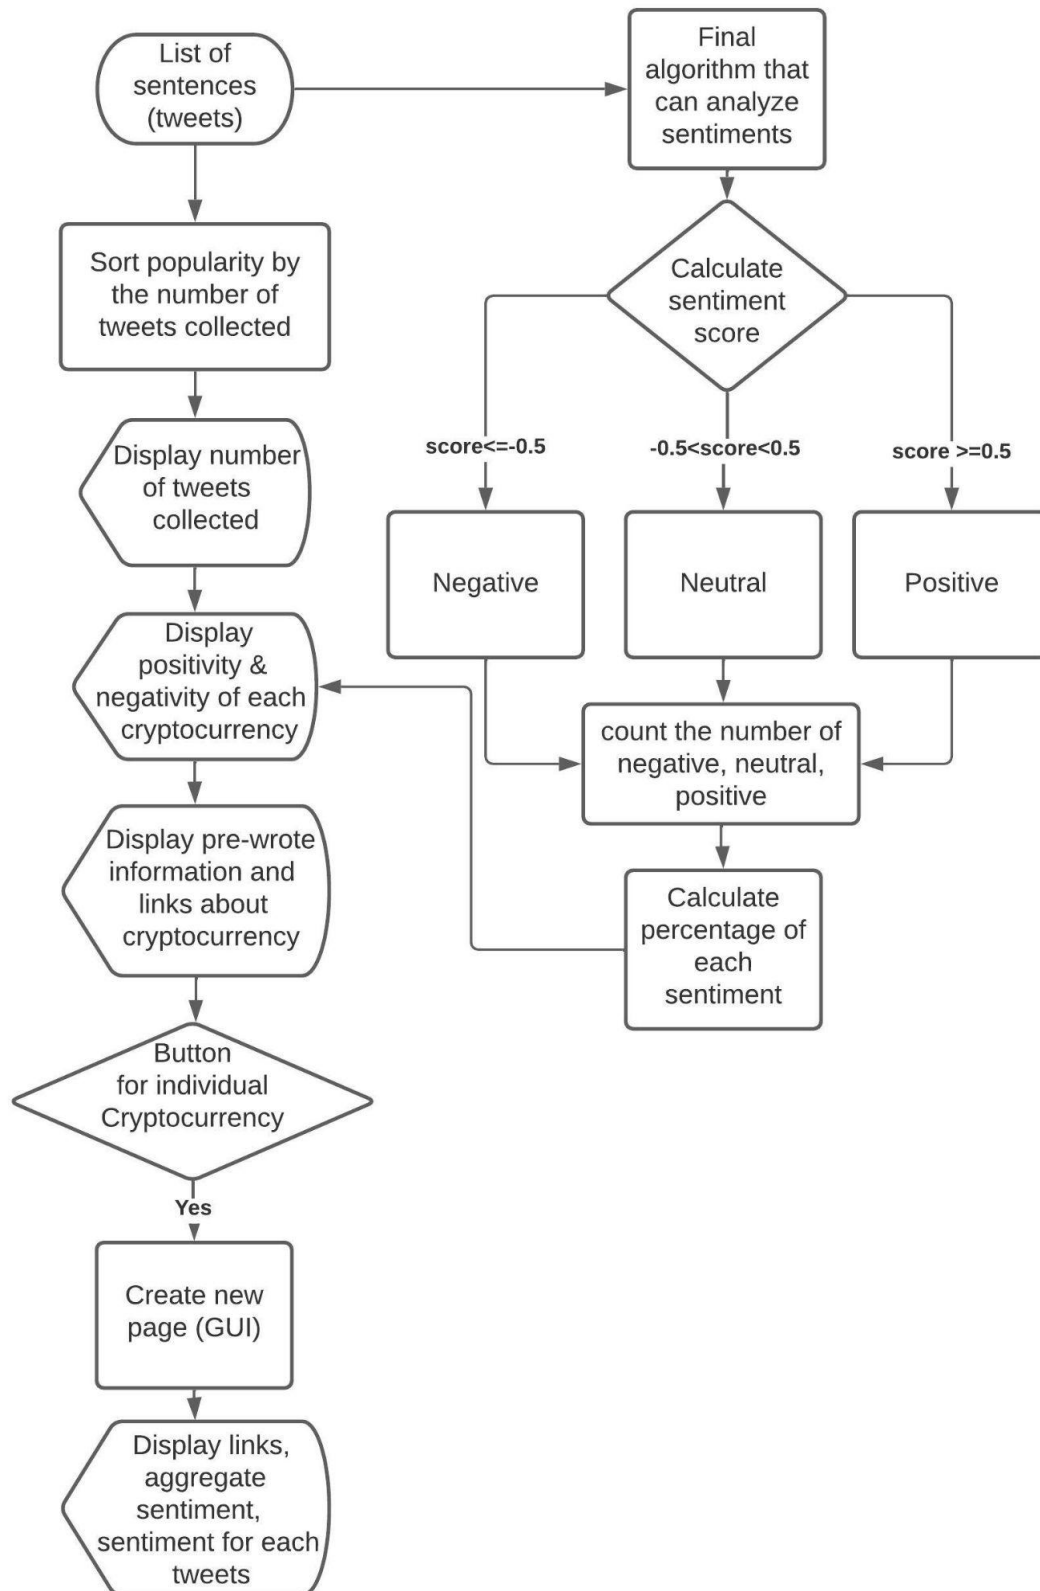 List of
sentences
(tweets)
Final
algorithm that
can analyze
sentiments
Sort popularity by
the number of
tweets collected
Calculate
sentiment
score
Display number
of tweets
collected
score<=-0.5
-0.5<score<0.5
score >=0.5
Negative
Neutral
Positive
Display
positivity &
negativity of each
cryptocurrency
count the number of
negative, neutral,
positive
Display pre-wrote
information and
links about
cryptocurrency
Calculate
percentage of
each
sentiment
Button
for individual
Cryptocurrency
Yes
Create new
page (GUI)
Display links,
aggregate
sentiment,
sentiment for each
tweets